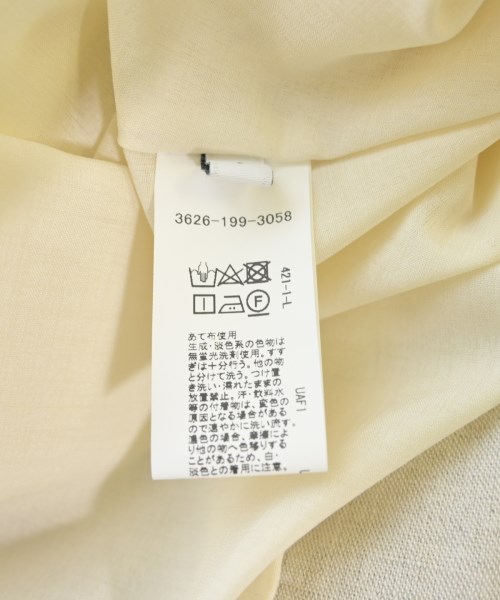 3626-199-3058
421-I-L
F
あて布使用
生成・淡色系の色物は
無蛍光洗剤使用。すす
ぎは十分行う。他の物
と分けて洗う。つけ置
き洗い・濡れたままの
放置禁止。汗・飲料水
等の付着物は、変色の
原因となる場合がある
ので速やかに洗い流す。
濃色の場合、摩擦によ
り他の物へ色移りする
ことがあるため、白・
淡色との着用に注意。
UAF1